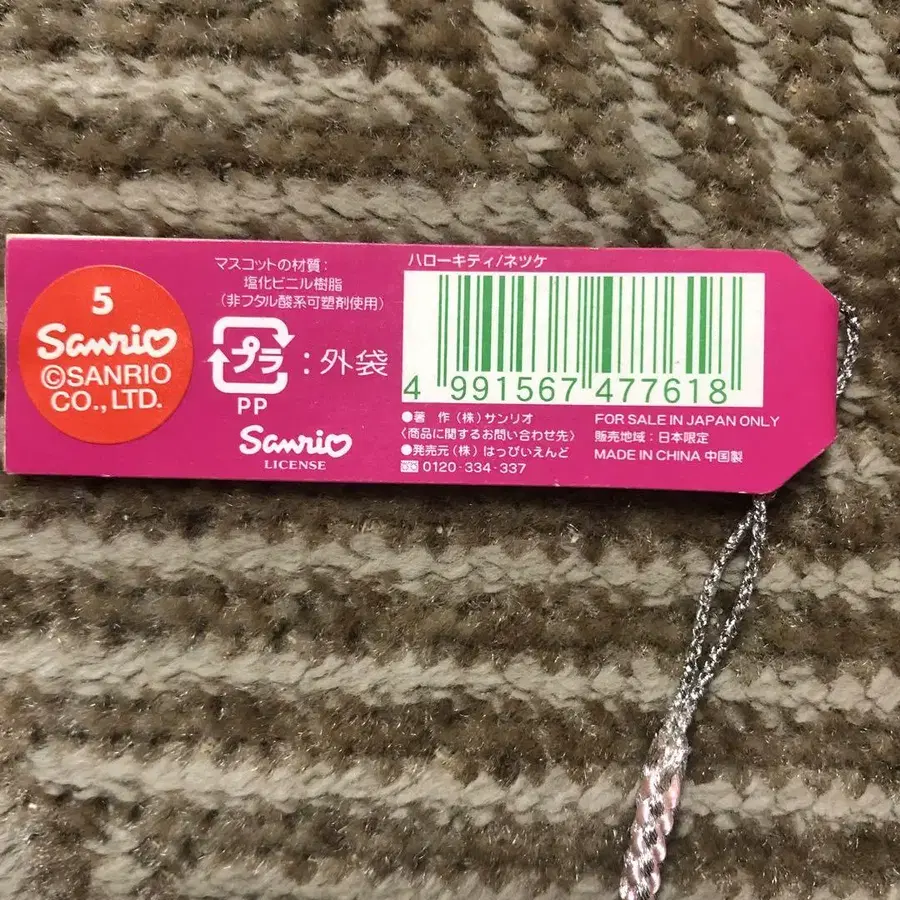 5
Sanrio
©SANRIO
CO.,LTD.
マスコットの材質:
塩化ビニル樹脂
(非フタル酸系可塑剤使用)
プラ : 外袋
PP
Sanrio
LICENSE
ハローキティ/ネツケ
4 991567 477618
●著 作 (株) サンリオ
〈商品に関するお問い合わせ先〉
●発売元 (株) はっぴいえんど
0120-334-337
FOR SALE IN JAPAN ONLY
販売地域:日本限定
MADE IN CHINA 中国製